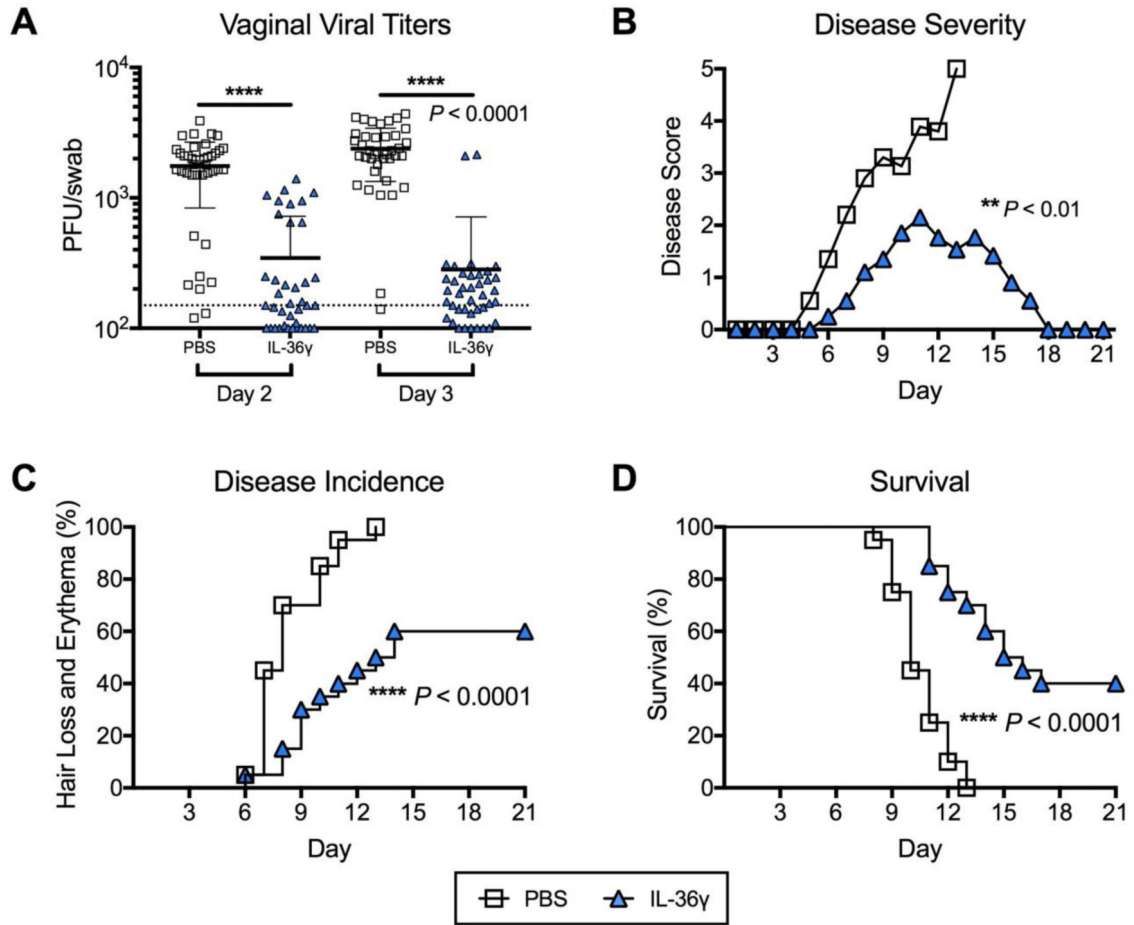 A
Vaginal Viral Titers
10⁴
10³
10²
PFU/swab
****
****
P < 0.0001
PBS
IL-36γ
PBS
IL-36γ
Day 2
Day 3
B
Disease Severity
5
4
3
2
1
0
Disease Score
** P < 0.01
3 6 9 12 15 18 21
Day
C
Disease Incidence
100
80
60
40
20
0
Hair Loss and Erythema (%)
**** P < 0.0001
3 6 9 12 15 18 21
Day
D
Survival
100
80
60
40
20
0
Survival (%)
**** P < 0.0001
3 6 9 12 15 18 21
Day
PBS
IL-36γ